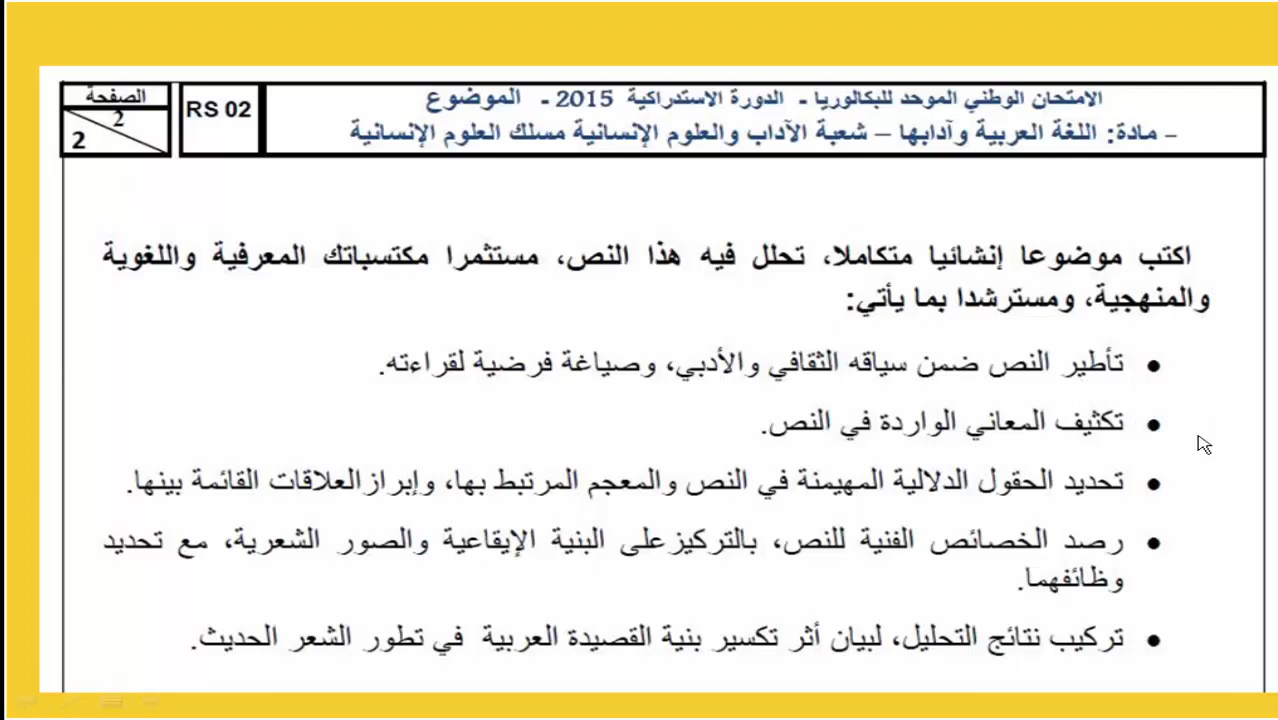 الصفحة
2
2
RS 02
الامتحان الوطني الموحد للبكالوريا - الدورة الاستدراكية 2015 - الموضوع
- مادة: اللغة العربية وآدابها – شعبة الآداب والعلوم الإنسانية مسلك العلوم الإنسانية
اكتب موضوعا إنشائيا متكاملا، تحلل فيه هذا النص، مستثمرا مكتسباتك المعرفية واللغوية
والمنهجية، ومسترشدا بما يأتي:
• تأطير النص ضمن سياقه الثقافي والأدبي، وصياغة فرضية لقراءته.
• تكثيف المعاني الواردة في النص.
• تحديد الحقول الدلالية المهيمنة في النص والمعجم المرتبط بها، وإبراز العلاقات القائمة بينها.
• رصد الخصائص الفنية للنص، بالتركيز على البنية الإيقاعية والصور الشعرية، مع تحديد
وظائفهما.
• تركيب نتائج التحليل، لبيان أثر تكسير بنية القصيدة العربية في تطور الشعر الحديث.